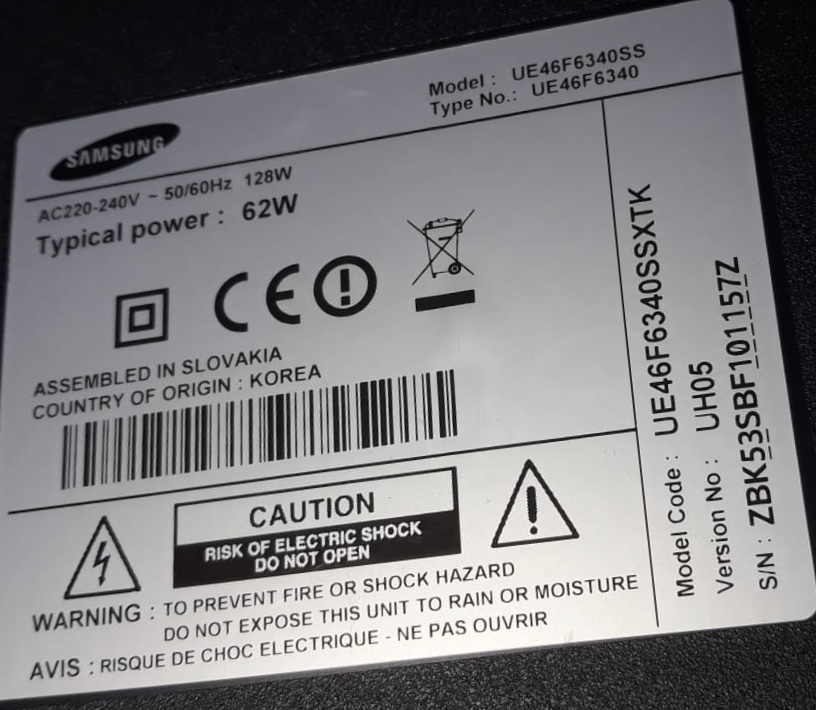 SAMSUNG
Model : UE46F6340SS
Type No.: UE46F6340
AC220-240V ~ 50/60Hz 128W
Typical power : 62W
ASSEMBLED IN SLOVAKIA
COUNTRY OF ORIGIN : KOREA
CAUTION
RISK OF ELECTRIC SHOCK
DO NOT OPEN
WARNING : TO PREVENT FIRE OR SHOCK HAZARD
DO NOT EXPOSE THIS UNIT TO RAIN OR MOISTURE
AVIS : RISQUE DE CHOC ELECTRIQUE - NE PAS OUVRIR
Model Code : UE46F6340SSXTK
Version No : UH05
S/N : ZBK53SBF101157Z